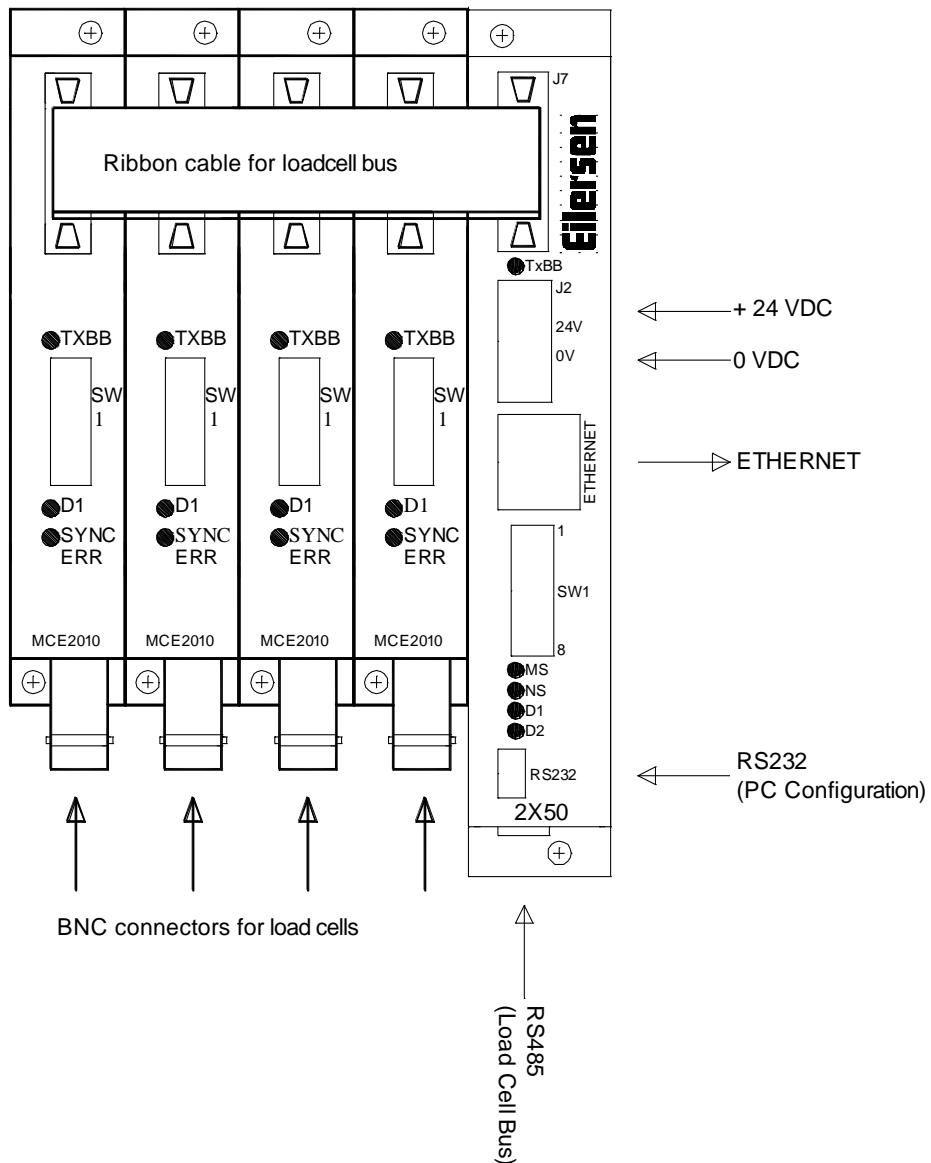 J7
Ribbon cable for loadcell bus
Eilersen
TxBB
J2
24V
0V
+ 24 VDC
0 VDC
TXBB
TXBB
TXBB
TXBB
SW
1
SW
1
SW
1
SW
1
ETHERNET
ETHERNET
D1
D1
D1
D1
SYNC
ERR
SYNC
ERR
SYNC
ERR
SYNC
ERR
1
SW1
8
MCE2010
MCE2010
MCE2010
MCE2010
MS
NS
D1
D2
RS232
2X50
RS232
(PC Configuration)
BNC connectors for load cells
RS485
(Load Cell Bus)